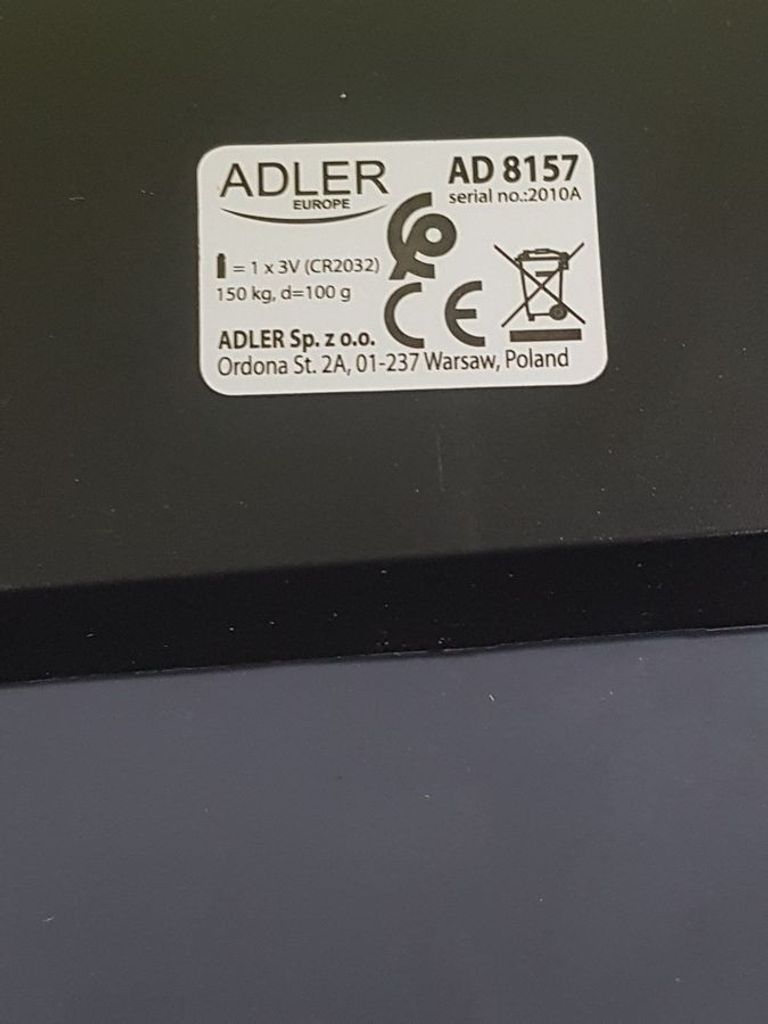 ADLER
EUROPE
AD 8157
serial no.:2010A
= 1 x 3V (CR2032)
150 kg, d=100 g
CE
ADLER Sp. z o.o.
Ordona St. 2A, 01-237 Warsaw, Poland